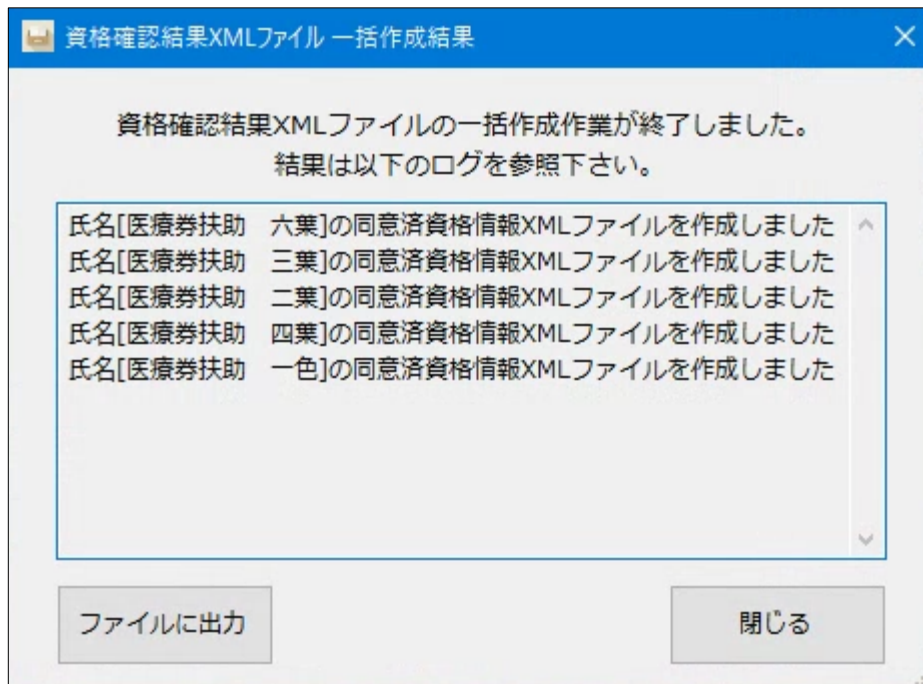 資格確認結果XMLファイル 一括作成結果
資格確認結果XMLファイルの一括作成作業が終了しました。
結果は以下のログを参照下さい。
氏名[医療券扶助　六葉]の同意済資格情報XMLファイルを作成しました
氏名[医療券扶助　三葉]の同意済資格情報XMLファイルを作成しました
氏名[医療券扶助　二葉]の同意済資格情報XMLファイルを作成しました
氏名[医療券扶助　四葉]の同意済資格情報XMLファイルを作成しました
氏名[医療券扶助　一色]の同意済資格情報XMLファイルを作成しました
ファイルに出力
閉じる